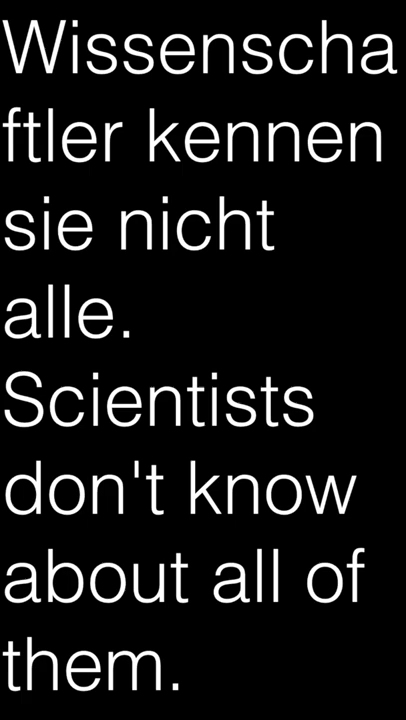 Wissenscha
ftler kennen
sie nicht
alle.
Scientists
don't know
about all of
them.